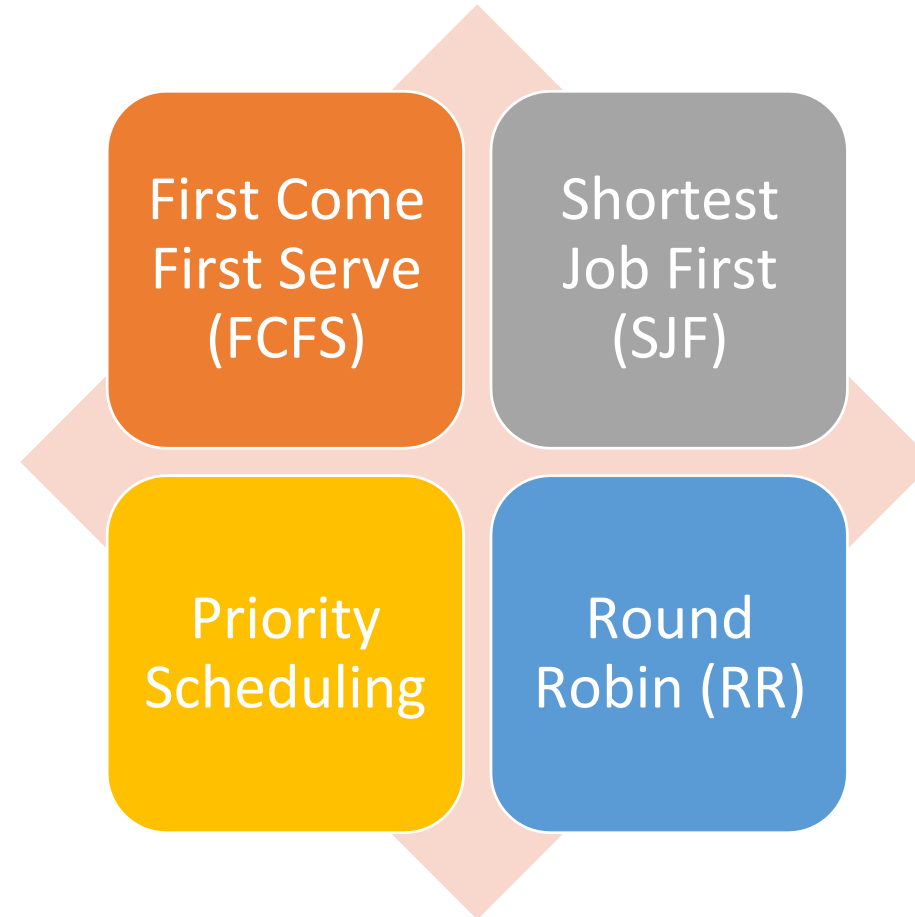 First Come
First Serve
(FCFS)
Shortest
Job First
(SJF)
Priority
Scheduling
Round
Robin (RR)